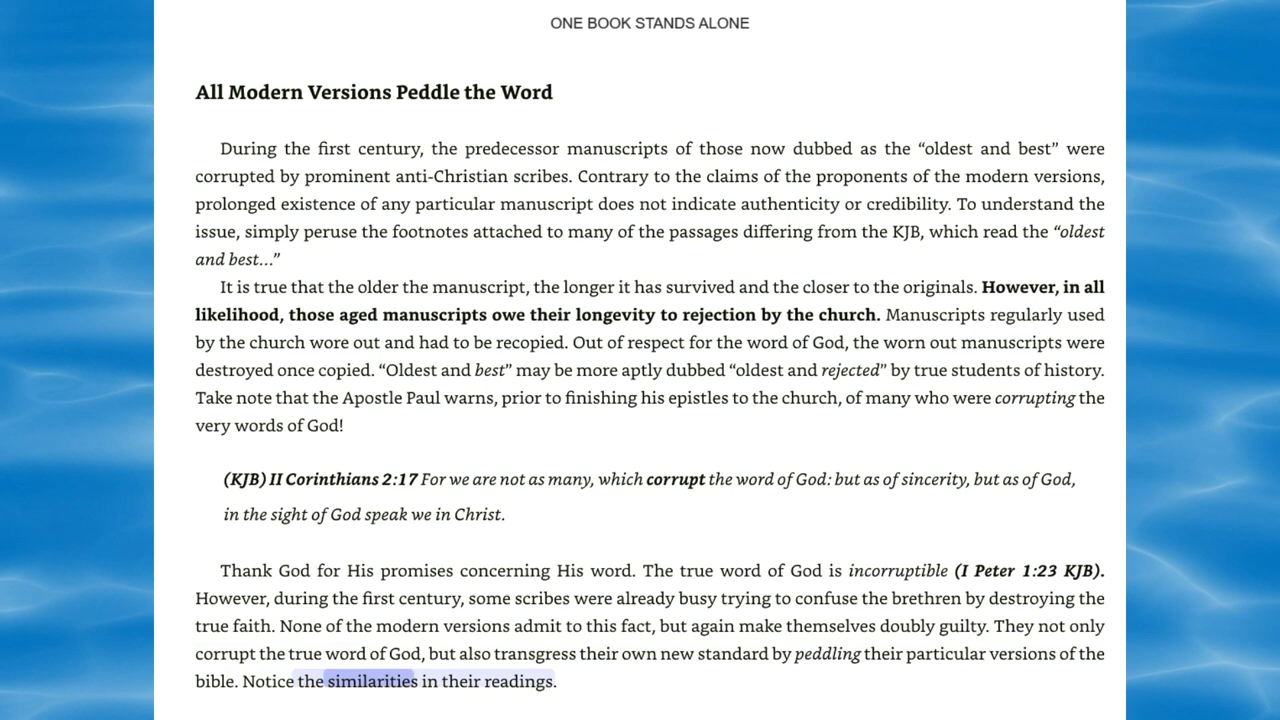 ONE BOOK STANDS ALONE
All Modern Versions Peddle the Word
During the first century, the predecessor manuscripts of those now dubbed as the “oldest and best” were
corrupted by prominent anti-Christian scribes. Contrary to the claims of the proponents of the modern versions,
prolonged existence of any particular manuscript does not indicate authenticity or credibility. To understand the
issue, simply peruse the footnotes attached to many of the passages differing from the KJB, which read the “oldest
and best…”
It is true that the older the manuscript, the longer it has survived and the closer to the originals. However, in all
likelihood, those aged manuscripts owe their longevity to rejection by the church. Manuscripts regularly used
by the church wore out and had to be recopied. Out of respect for the word of God, the worn out manuscripts were
destroyed once copied. “Oldest and best” may be more aptly dubbed “oldest and rejected” by true students of history.
Take note that the Apostle Paul warns, prior to finishing his epistles to the church, of many who were corrupting the
very words of God!
(KJB) II Corinthians 2:17 For we are not as many, which corrupt the word of God: but as of sincerity, but as of God,
in the sight of God speak we in Christ.
Thank God for His promises concerning His word. The true word of God is incorruptible (I Peter 1:23 KJB).
However, during the first century, some scribes were already busy trying to confuse the brethren by destroying the
true faith. None of the modern versions admit to this fact, but again make themselves doubly guilty. They not only
corrupt the true word of God, but also transgress their own new standard by peddling their particular versions of the
bible. Notice the similarities in their readings.